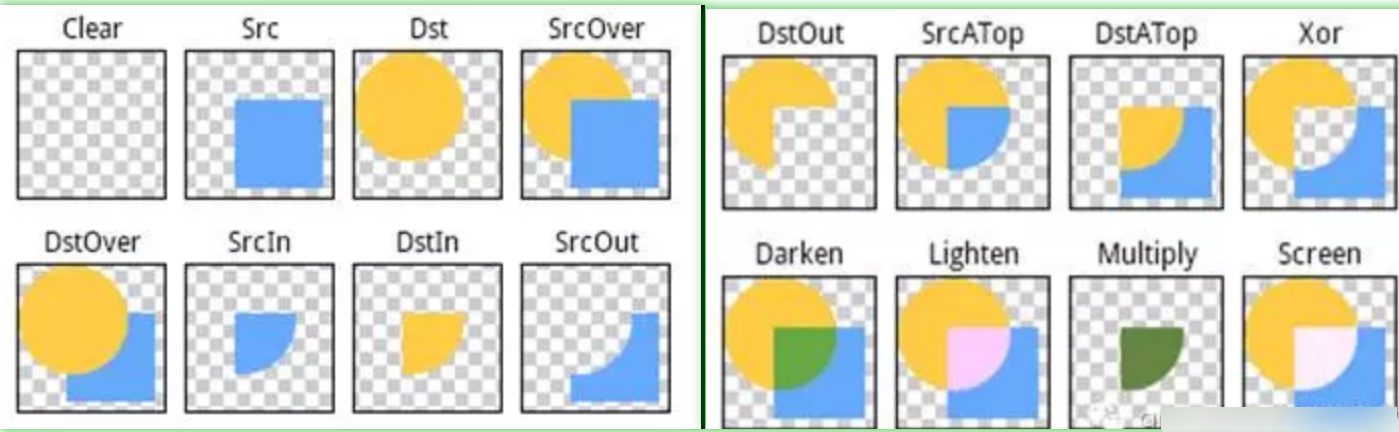 Clear Src Dst SrcOver
DstOver SrcIn DstIn SrcOut
DstOut SrcATop DstATop Xor
Darken Lighten Multiply Screen